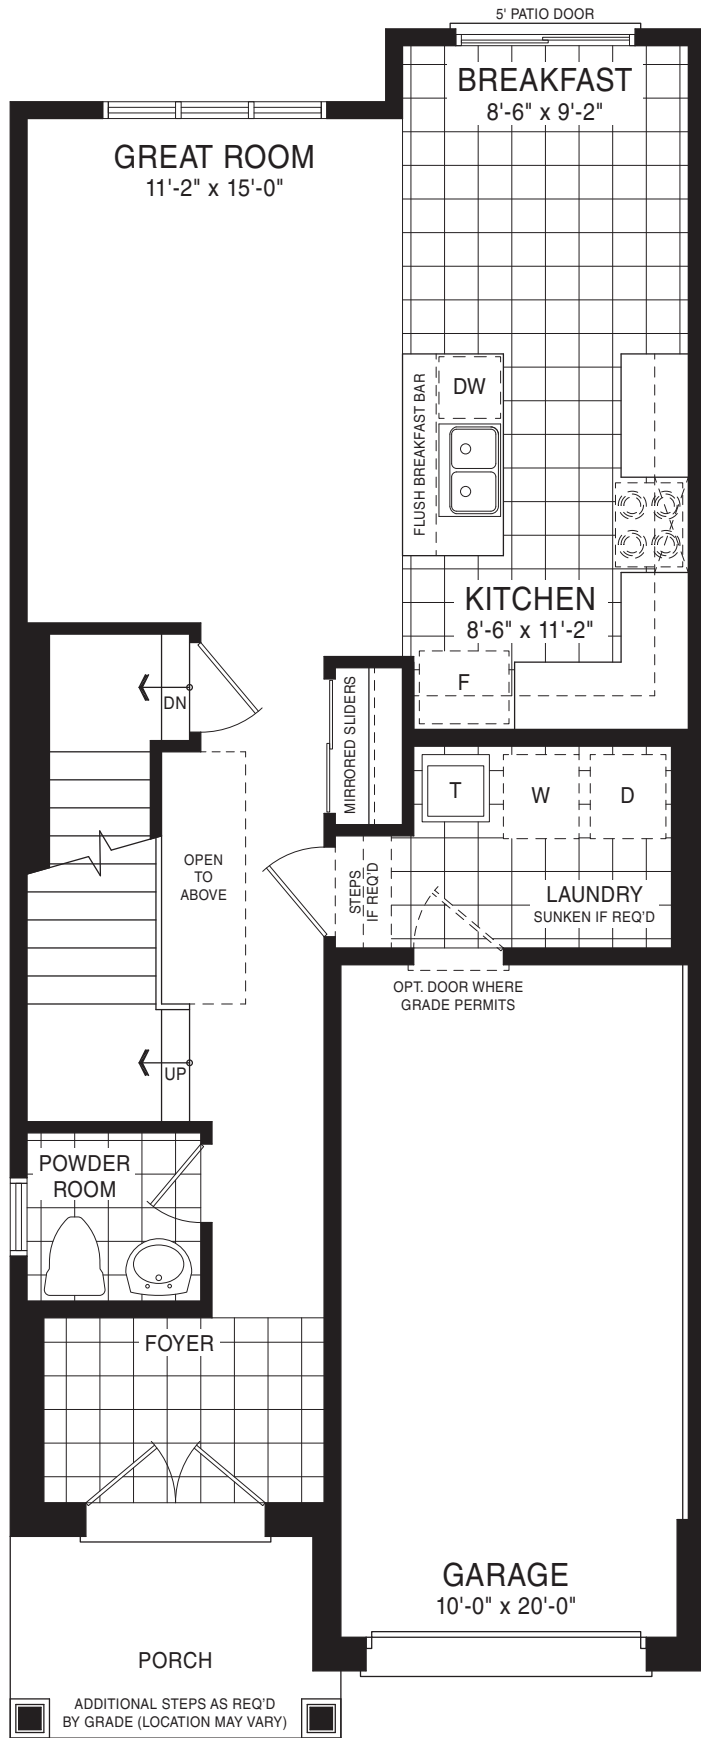 5' PATIO DOOR
BREAKFAST
8'-6" x 9'-2"
GREAT ROOM
11'-2" x 15'-0"
FLUSH BREAKFAST BAR
DW
KITCHEN
8'-6" x 11'-2"
F
DN
MIRRORED SLIDERS
T
W
D
OPEN
TO
ABOVE
STEPS
IF REQ'D
LAUNDRY
SUNKEN IF REQ'D
OPT. DOOR WHERE
GRADE PERMITS
UP
POWDER
ROOM
FOYER
GARAGE
10'-0" x 20'-0"
PORCH
ADDITIONAL STEPS AS REQ'D
BY GRADE (LOCATION MAY VARY)